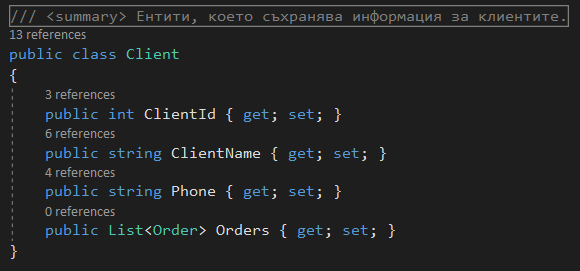 /// <summary> Ентити, което съхранява информация за клиентите.
13 references
public class Client
{
3 references
public int ClientId { get; set; }
6 references
public string ClientName { get; set; }
4 references
public string Phone { get; set; }
0 references
public List<Order> Orders { get; set; }
}